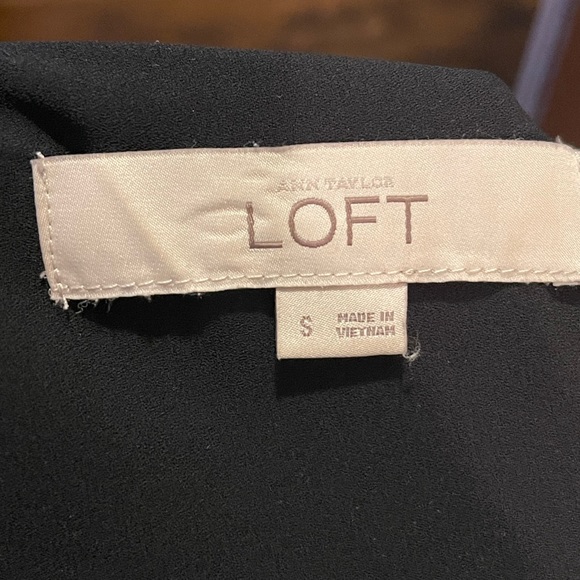 ANN TAYLOR
LOFT
S
MADE IN
VIETNAM